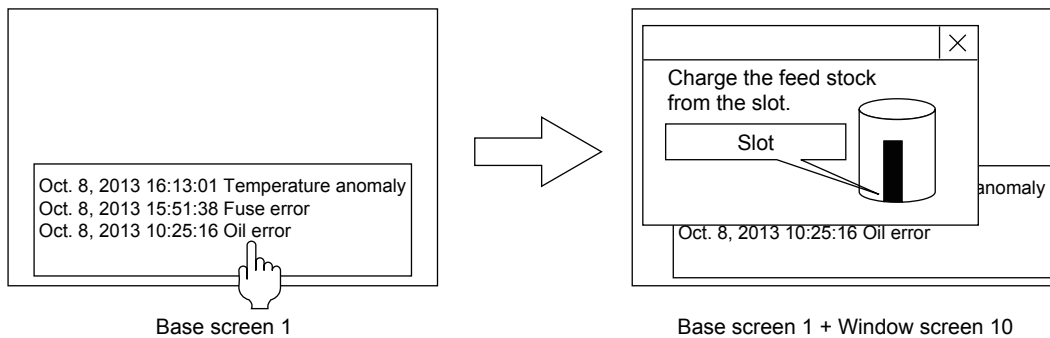 Oct. 8, 2013 16:13:01 Temperature anomaly
Oct. 8, 2013 15:51:38 Fuse error
Oct. 8, 2013 10:25:16 Oil error
Base screen 1
Charge the feed stock
from the slot.
Slot
anomaly
Oct. 8, 2013 10:25:16 Oil error
Base screen 1 + Window screen 10